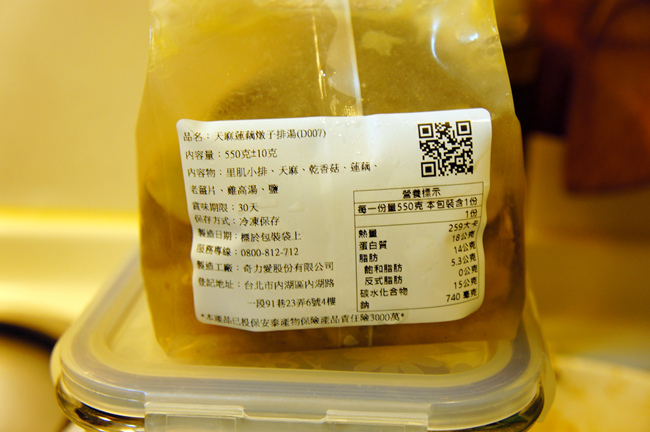 品名：天麻蓮藕燉子排湯(D007)
內容量：550克±10克
內容物：里肌小排、天麻、乾香菇、蓮藕、
老薑片、雞高湯、鹽
賞味期限：30天
保存方式：冷凍保存
製造日期：標於包裝袋上
服務專線：0800-812-712
製造工廠：奇力愛股份有限公司
登記地址：台北市內湖區內湖路
一段91巷23弄6號4樓
*本產品已投保安泰產物保險產品責任險3000萬*
營養標示
每一份量550克 本包裝含1份
1份
熱量 259大卡
蛋白質 18公克
脂肪 14公克
飽和脂肪 5.3公克
反式脂肪 0公克
碳水化合物 15公克
鈉 740 毫克